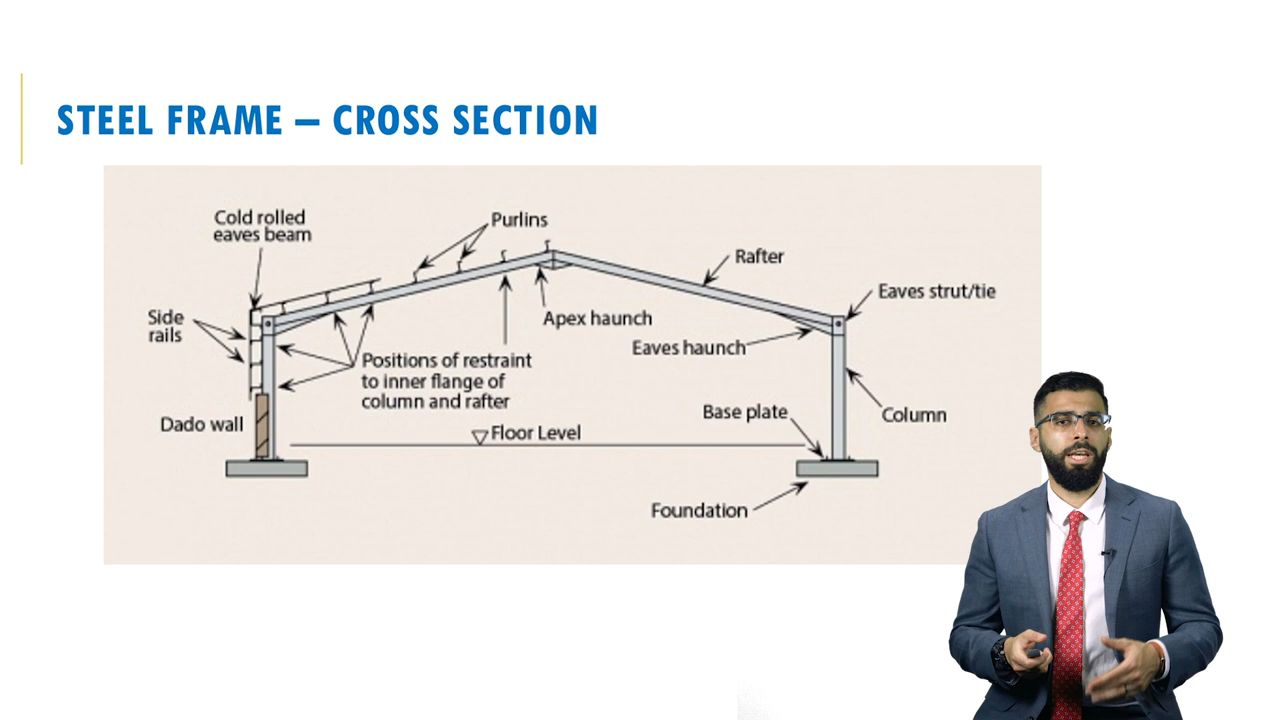 STEEL FRAME – CROSS SECTION
Cold rolled
eaves beam
Purlins
Rafter
Eaves strut/tie
Side
rails
Apex haunch
Eaves haunch
Positions of restraint
to inner flange of
column and rafter
Base plate
Column
Dado wall
Floor Level
Foundation